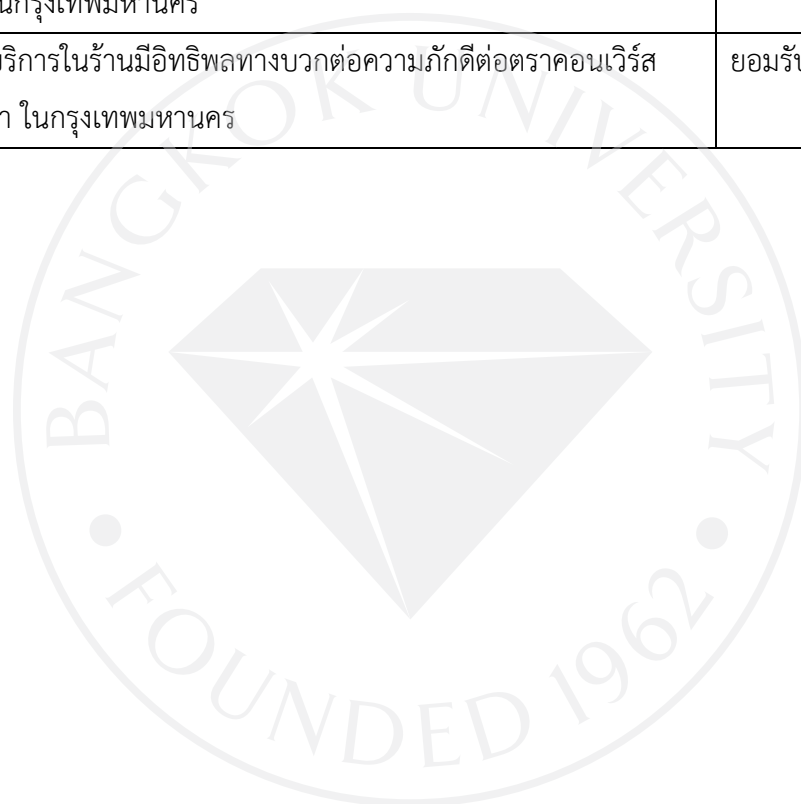 นกรุงเทพมหานคร
ริการในร้านมีอิทธิพลทางบวกต่อความภักดีต่อตราคอนเวิร์ส
ยอมรับ
า ในกรุงเทพมหานคร
BANGKOK UNIVERSITY
• FOUNDED 1962 •